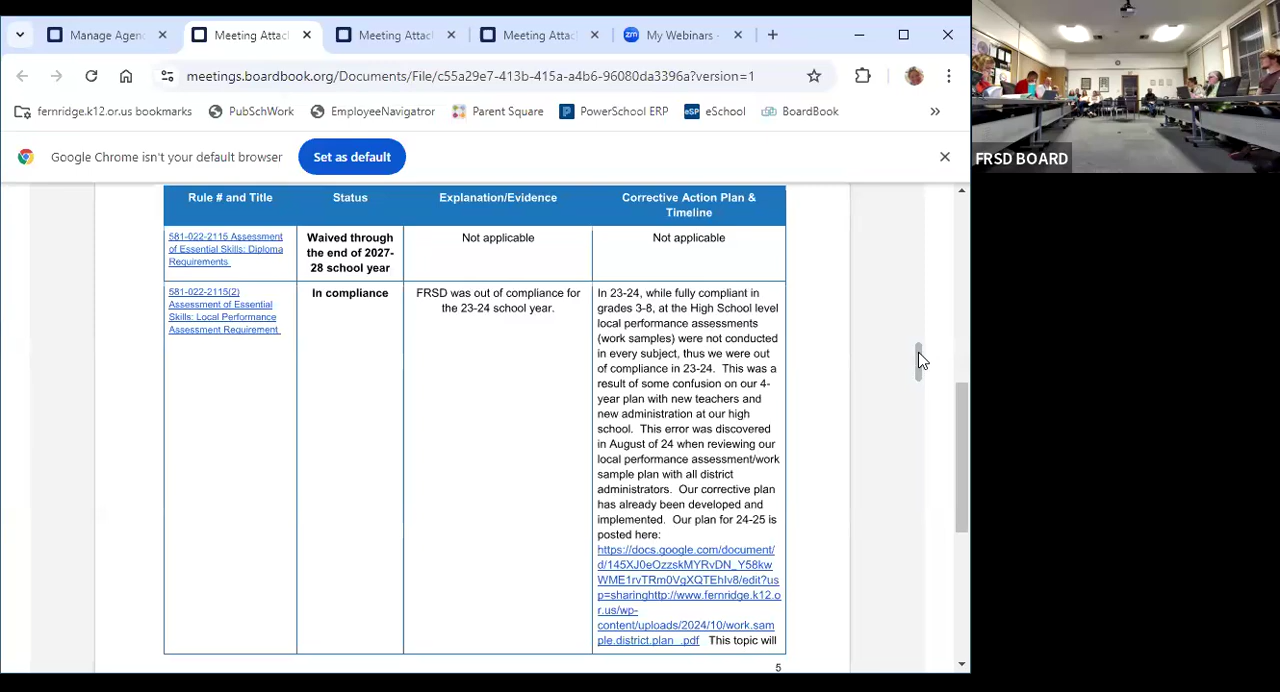 Manage Agen
Meeting Attac
Meeting Attac
Meeting Attac
My Webinars -
meetings.boardbook.org/Documents/File/c55a29e7-413b-415a-a4b6-96080da3396a?version=1
fernridge.k12.or.us bookmarks
PubSchWork
EmployeeNavigator
Parent Square
PowerSchool ERP
eSchool
BoardBook
Google Chrome isn't your default browser
Set as default
FRSD BOARD
Rule # and Title
Status
Explanation/Evidence
Corrective Action Plan &
Timeline
581-022-2115 Assessment
of Essential Skills: Diploma
Requirements
Waived through
the end of 2027-
28 school year
Not applicable
Not applicable
581-022-2115(2)
Assessment of Essential
Skills: Local Performance
Assessment Requirement
In compliance
FRSD was out of compliance for
the 23-24 school year.
In 23-24, while fully compliant in
grades 3-8, at the High School level
local performance assessments
(work samples) were not conducted
in every subject, thus we were out
of compliance in 23-24. This was a
result of some confusion on our 4-
year plan with new teachers and
new administration at our high
school. This error was discovered
in August of 24 when reviewing our
local performance assessment/work
sample plan with all district
administrators. Our corrective plan
has already been developed and
implemented. Our plan for 24-25 is
posted here:
https://docs.google.com/document/
d/145XJ0eOzzskMYRvDN_Y58kw
WME1rvTRm0VgXQTEhIv8/edit?us
p=sharinghttp://www.fernridge.k12.o
r.us/wp-
content/uploads/2024/10/work.sam
ple.district.plan_.pdf This topic will
5